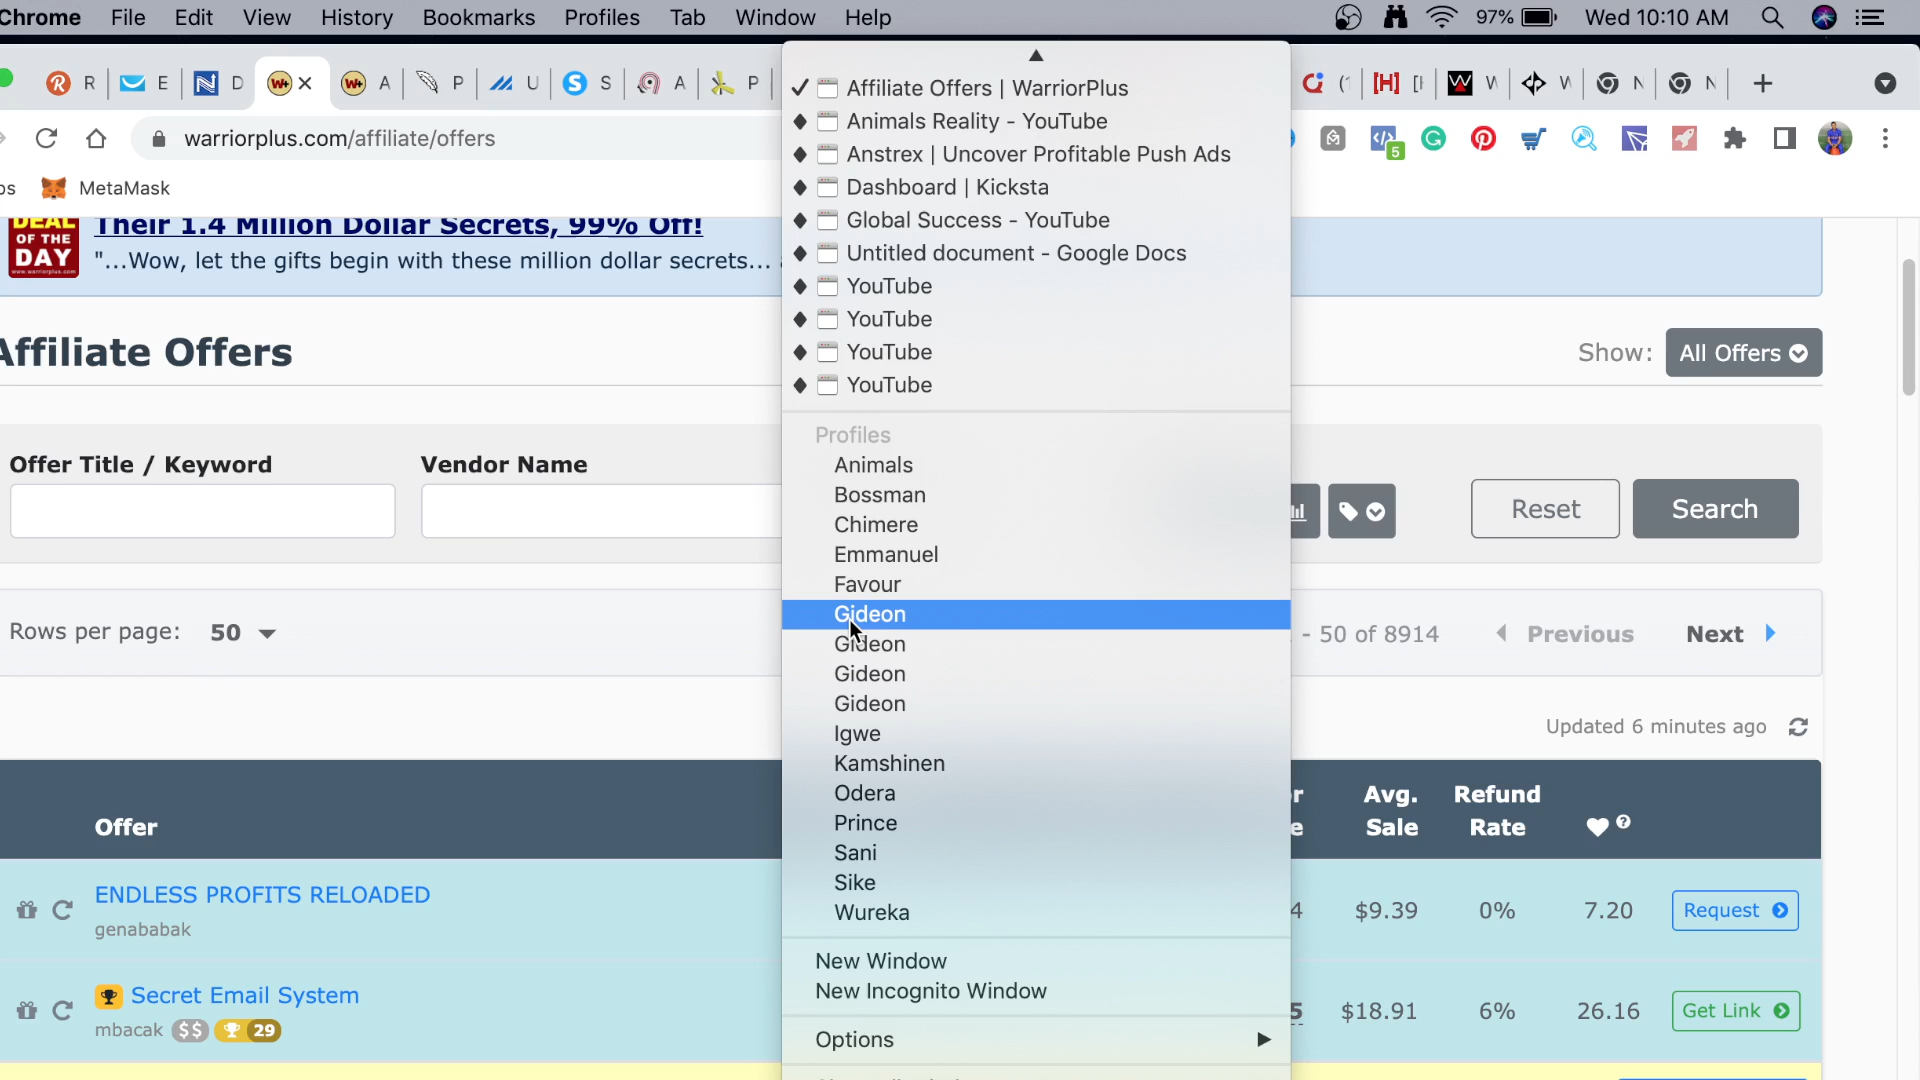 Chrome File Edit View History Bookmarks Profiles Tab Window Help 97% Wed 10:10 AM
R E D A P U S A P
warriorplus.com/affiliate/offers
5
MetaMask
DEAL OF THE DAY
www.warriorplus.com
Their 1.4 Million Dollar Secrets, 99% Off!
"...Wow, let the gifts begin with these million dollar secrets...
Affiliate Offers
Show: All Offers
Offer Title / Keyword
Vendor Name
Reset
Search
Rows per page: 50
- 50 of 8914
Previous
Next
Updated 6 minutes ago
Offer
Avg. Sale
Refund Rate
ENDLESS PROFITS RELOADED
genababak
4 $9.39 0% 7.20 Request
Secret Email System
mbacak $$ 29
5 $18.91 6% 26.16 Get Link
Affiliate Offers | WarriorPlus
Animals Reality - YouTube
Anstrex | Uncover Profitable Push Ads
Dashboard | Kicksta
Global Success - YouTube
Untitled document - Google Docs
YouTube
YouTube
YouTube
YouTube
Profiles
Animals
Bossman
Chimere
Emmanuel
Favour
Gideon
Gideon
Gideon
Gideon
Igwe
Kamshinen
Odera
Prince
Sani
Sike
Wureka
New Window
New Incognito Window
Options